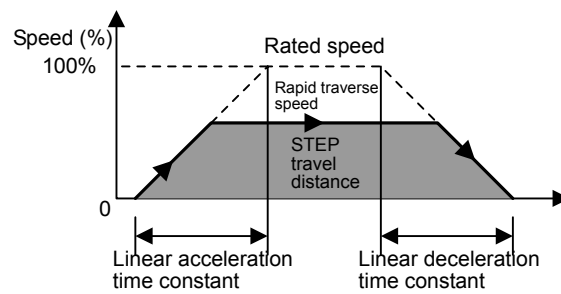 Speed (%)
Rated speed
100%
Rapid traverse
speed
STEP
travel
distance
0
Linear acceleration
time constant
Linear deceleration
time constant